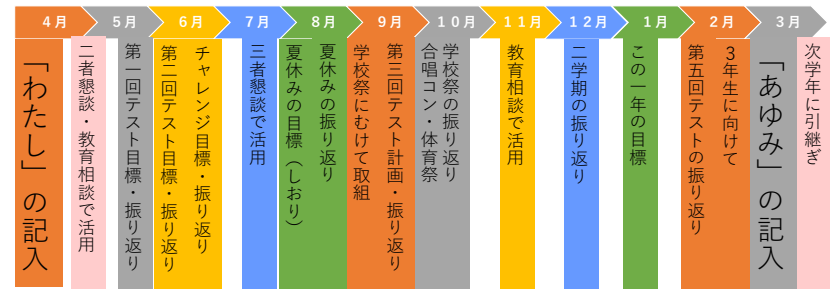 4月
5月
6月
7月
8月
9月
10月
11月
12月
1月
2月
3月
「わたし」の記入
二者懇談・教育相談で活用
第一回テスト目標・振り返り
第二回テスト目標・振り返り
チャレンジ目標・振り返り
三者懇談で活用
夏休みの目標(しおり)
夏休みの振り返り
学校祭にむけて取組
第三回テスト計画・振り返り
合唱コン・体育祭
学校祭の振り返り
教育相談で活用
二学期の振り返り
この一年の目標
第五回テストの振り返り
3年生に向けて
「あゆみ」の記入
次学年に引継ぎ